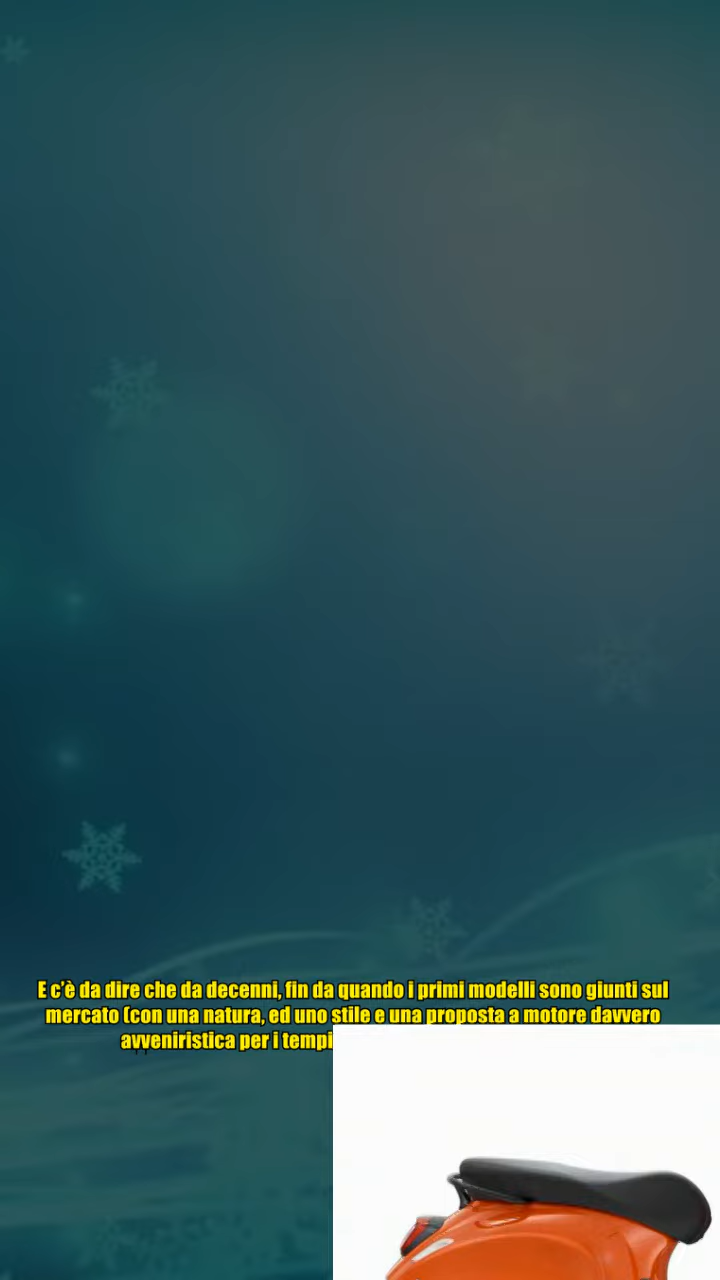 E c'è da dire che da decenni, fin da quando i primi modelli sono giunti sul
mercato (con una natura, ed uno stile e una proposta a motore davvero
avveniristica per i tempi